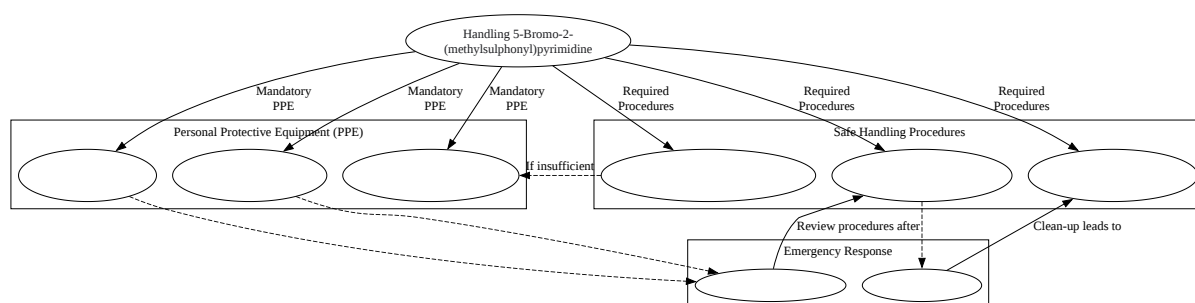 Handling 5-Bromo-2-
(methylsulphonyl)pyrimidine
Mandatory
PPE
Mandatory
PPE
Mandatory
PPE
Required
Procedures
Required
Procedures
Required
Procedures
Personal Protective Equipment (PPE)
Safe Handling Procedures
If insufficient
Review procedures after
Clean-up leads to
Emergency Response